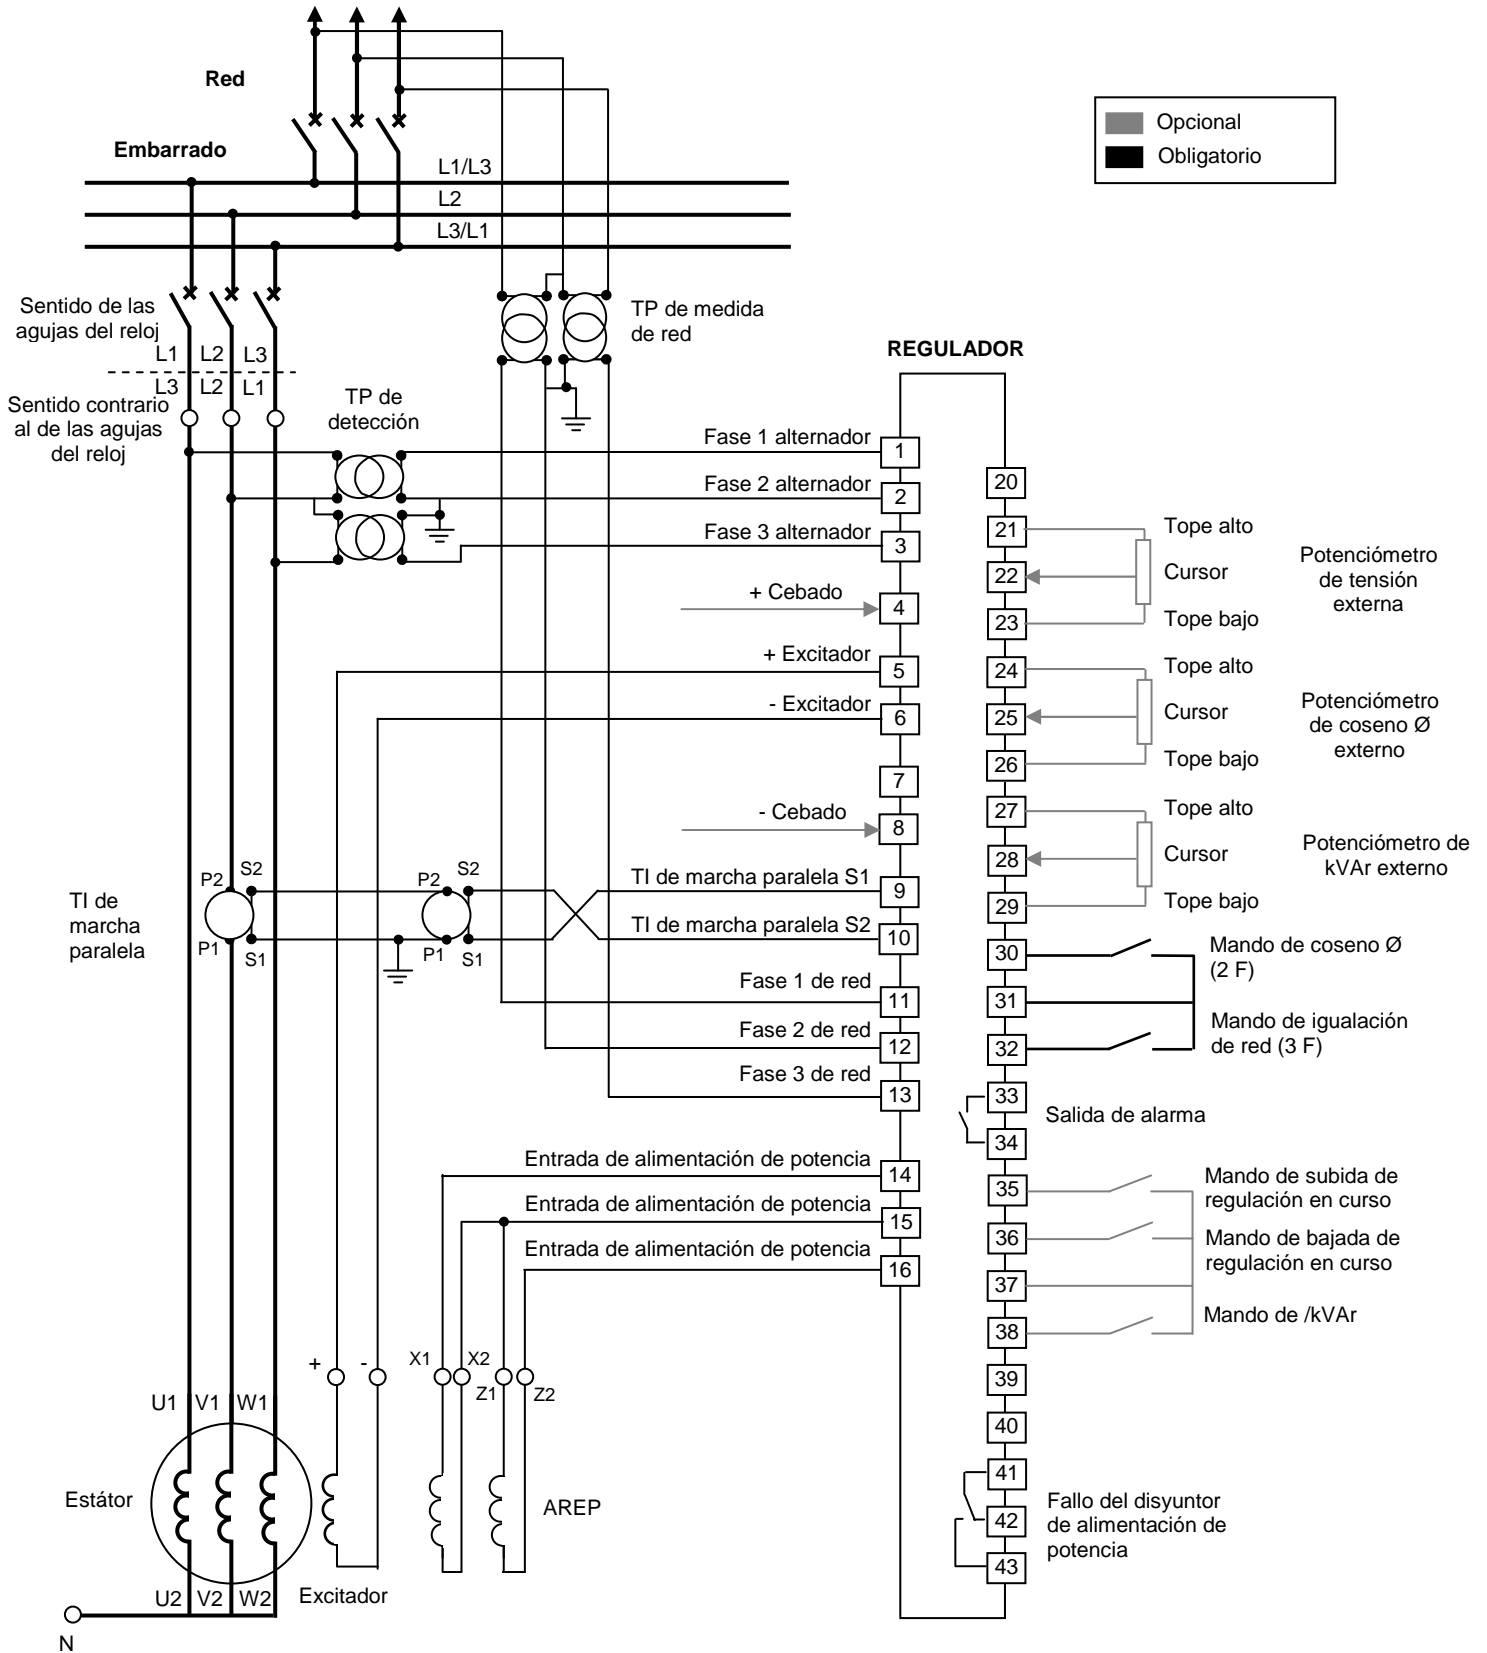 Red
Opcional
Obligatorio
Embarrado
L1/L3
L2
L3/L1
Sentido de las
agujas del reloj
L1 L2 L3
L3 L2 L1
Sentido contrario
al de las agujas
del reloj
TP de medida
de red
TP de
detección
REGULADOR
Fase 1 alternador
1
Fase 2 alternador
2
Fase 3 alternador
3
+ Cebado
4
+ Excitador
5
- Excitador
6
7
- Cebado
8
TI de marcha paralela S1
9
TI de marcha paralela S2
10
Fase 1 de red
11
Fase 2 de red
12
Fase 3 de red
13
Entrada de alimentación de potencia
14
Entrada de alimentación de potencia
15
Entrada de alimentación de potencia
16
20
21
Tope alto
22
Cursor
23
Tope bajo
Potenciómetro
de tensión
externa
24
Tope alto
25
Cursor
26
Tope bajo
Potenciómetro
de coseno Ø
externo
27
Tope alto
28
Cursor
29
Tope bajo
Potenciómetro de
kVAr externo
30
Mando de coseno Ø
(2 F)
31
32
Mando de igualación
de red (3 F)
33
34
Salida de alarma
35
Mando de subida de
regulación en curso
36
Mando de bajada de
regulación en curso
37
38
Mando de /kVAr
39
40
41
42
43
Fallo del disyuntor
de alimentación de
potencia
TI de
marcha
paralela
P2 S2
P1 S1
P2 S2
P1 S1
+ -
X1 X2
Z1 Z2
U1 V1 W1
Estátor
AREP
U2 V2 W2
Excitador
N